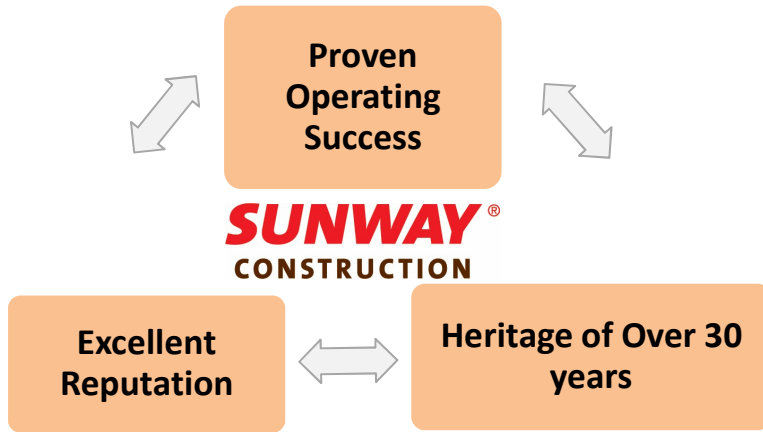 Proven
Operating
Success
SUNWAY®
CONSTRUCTION
Excellent
Reputation
Heritage of Over 30
years